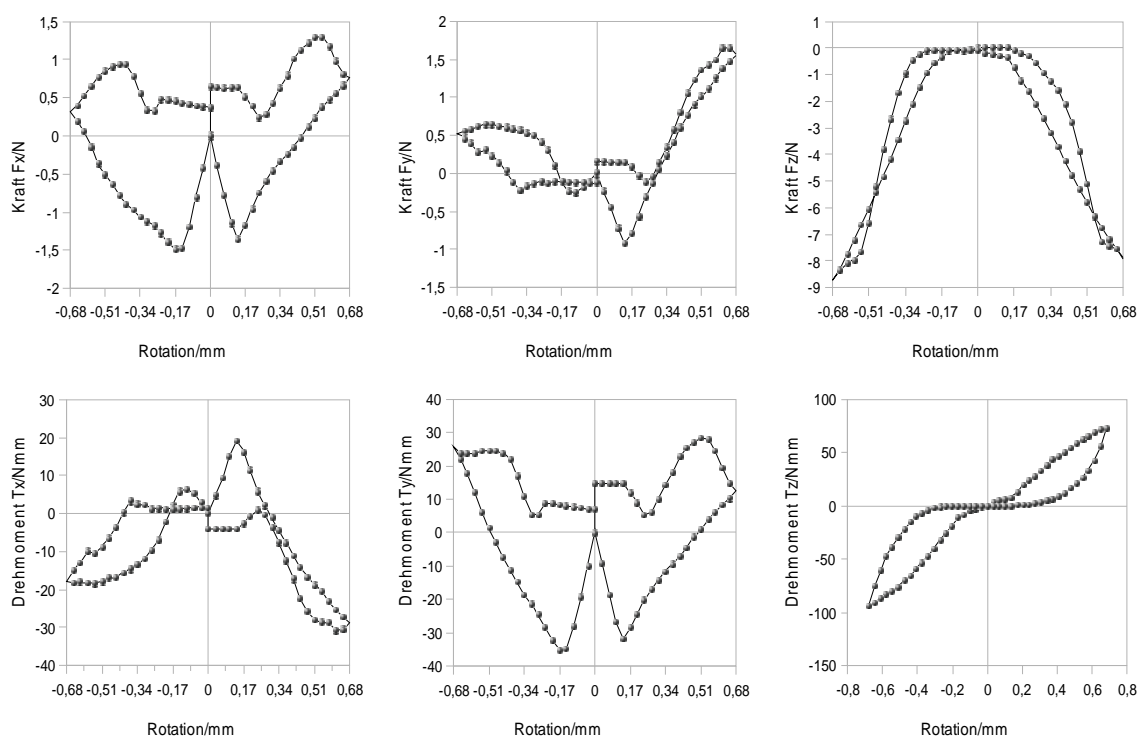 Kraft Fx/N
1,5
1
0,5
0
-0,5
-1
-1,5
-2
-0,68 -0,51 -0,34 -0,17 0 0,17 0,34 0,51 0,68
Rotation/mm
Kraft Fy/N
2
1,5
1
0,5
0
-0,5
-1
-1,5
-0,68 -0,51 -0,34 -0,17 0 0,17 0,34 0,51 0,68
Rotation/mm
Kraft Fz/N
1
0
-1
-2
-3
-4
-5
-6
-7
-8
-9
-0,68 -0,51 -0,34 -0,17 0 0,17 0,34 0,51 0,68
Rotation/mm
Drehmoment Tx/Nmm
30
20
10
0
-10
-20
-30
-40
-0,68 -0,51 -0,34 -0,17 0 0,17 0,34 0,51 0,68
Rotation/mm
Drehmoment Ty/Nmm
40
30
20
10
0
-10
-20
-30
-40
-0,68 -0,51 -0,34 -0,17 0 0,17 0,34 0,51 0,68
Rotation/mm
Drehmoment Tz/Nmm
100
50
0
-50
-100
-150
-0,8 -0,6 -0,4 -0,2 0 0,2 0,4 0,6 0,8
Rotation/mm